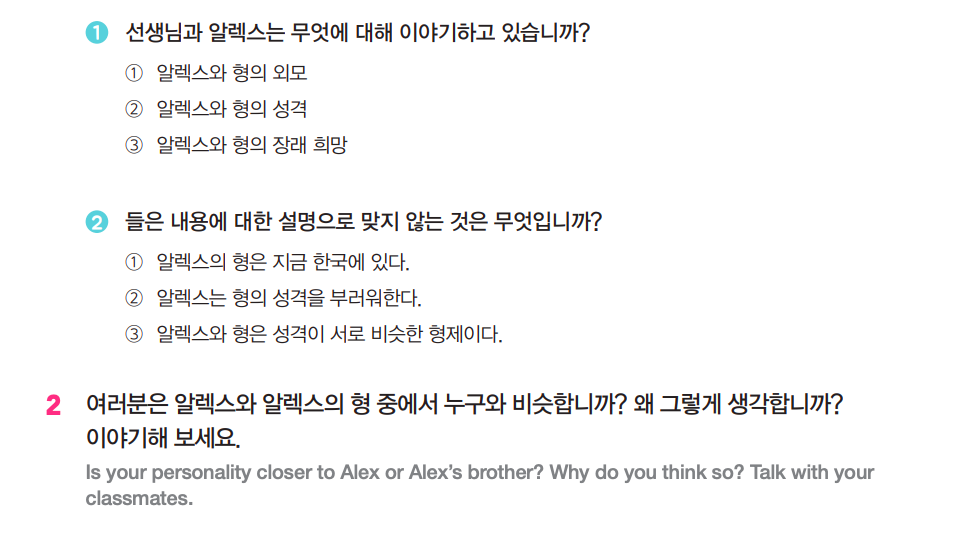 1 선생님과 알렉스는 무엇에 대해 이야기하고 있습니까?
① 알렉스와 형의 외모
② 알렉스와 형의 성격
③ 알렉스와 형의 장래 희망
2 들은 내용에 대한 설명으로 맞지 않는 것은 무엇입니까?
① 알렉스의 형은 지금 한국에 있다.
② 알렉스는 형의 성격을 부러워한다.
③ 알렉스와 형은 성격이 서로 비슷한 형제이다.
2 여러분은 알렉스와 알렉스의 형 중에서 누구와 비슷합니까? 왜 그렇게 생각합니까?
이야기해 보세요.
Is your personality closer to Alex or Alex’s brother? Why do you think so? Talk with your
classmates.